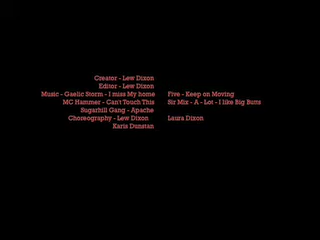 Creator - Lew Dixon
Editor - Lew Dixon
Music - Gaelic Storm - I miss My home Five - Keep on Moving
MC Hammer - Can't Touch This Sir Mix - A - Lot - I like Big Butts
Sugarhill Gang - Apache
Choreography - Lew Dixon Laura Dixon
Karis Dunstan